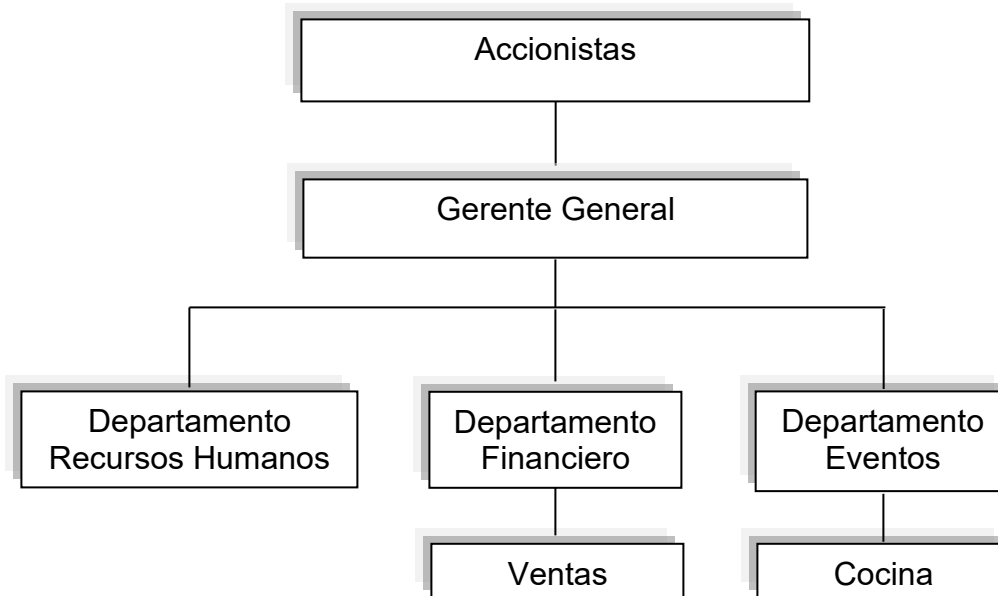 Accionistas
Gerente General
Departamento
Recursos Humanos
Departamento
Financiero
Departamento
Eventos
Ventas
Cocina